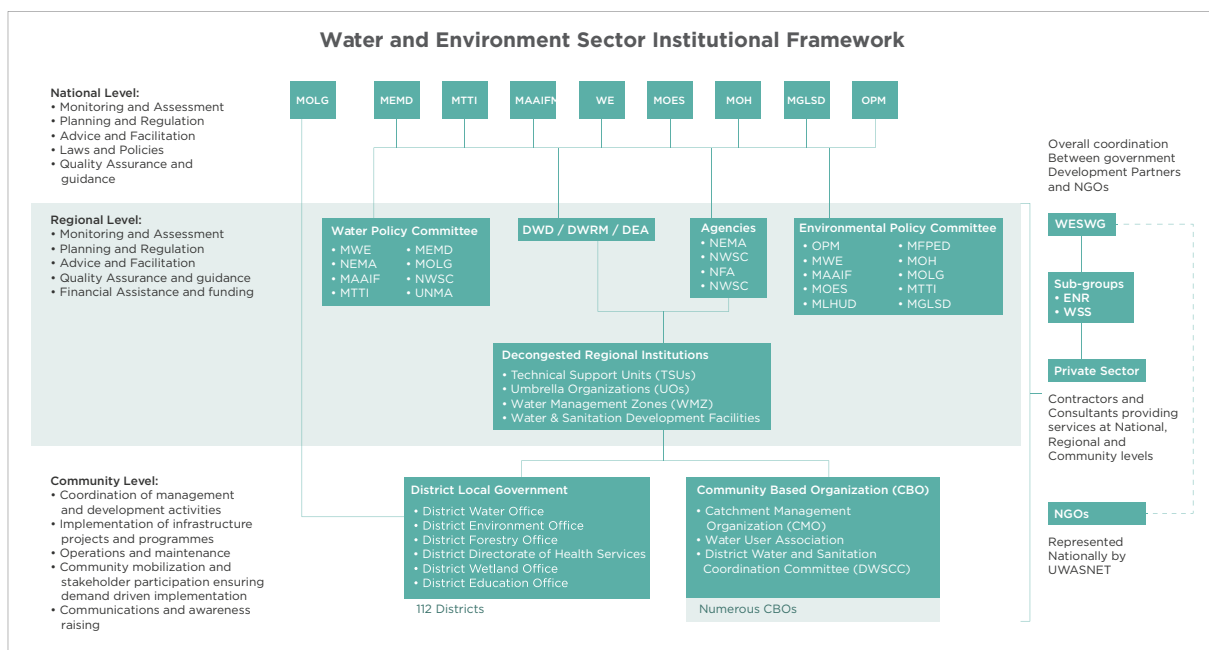 Water and Environment Sector Institutional Framework
National Level:
• Monitoring and Assessment
• Planning and Regulation
• Advice and Facilitation
• Laws and Policies
• Quality Assurance and
guidance
MOLG
MEMD
MTTI
MAAIFM
WE
MOES
MOH
MGLSD
OPM
Overall coordination
Between government
Development Partners
and NGOs
Regional Level:
• Monitoring and Assessment
• Planning and Regulation
• Advice and Facilitation
• Quality Assurance and guidance
• Financial Assistance and funding
Water Policy Committee
• MWE
• NEMA
• MAAIF
• MTTI
• MEMD
• MOLG
• NWSC
• UNMA
DWD / DWRM / DEA
Agencies
• NEMA
• NWSC
• NFA
• NWSC
Environmental Policy Committee
• OPM
• MWE
• MAAIF
• MOES
• MLHUD
• MFPED
• MOH
• MOLG
• MTTI
• MGLSD
Decongested Regional Institutions
• Technical Support Units (TSUs)
• Umbrella Organizations (UOs)
• Water Management Zones (WMZ)
• Water & Sanitation Development Facilities
WESWG
Sub-groups
• ENR
• WSS
Private Sector
Contractors and
Consultants providing
services at National,
Regional and
Community levels
NGOs
Represented
Nationally by
UWASNET
Community Level:
• Coordination of management
and development activities
• Implementation of infrastructure
projects and programmes
• Operations and maintenance
• Community mobilization and
stakeholder participation ensuring
demand driven implementation
• Communications and awareness
raising
District Local Government
• District Water Office
• District Environment Office
• District Forestry Office
• District Directorate of Health Services
• District Wetland Office
• District Education Office
112 Districts
Community Based Organization (CBO)
• Catchment Management
Organization (CMO)
• Water User Association
• District Water and Sanitation
Coordination Committee (DWSCC)
Numerous CBOs